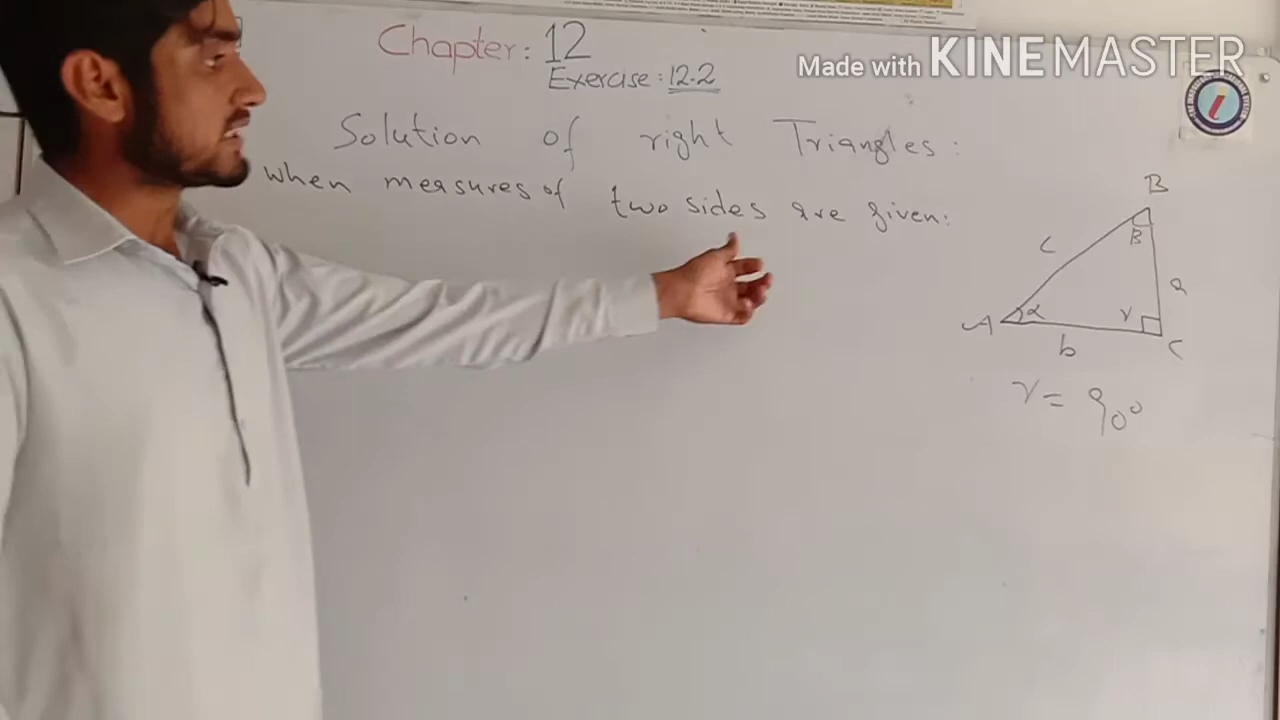 Chapter: 12
Made with KINEMASTER
Exercise: 12.2
Solution of right Triangles:
when measures of two sides are given:
B
β
c
a
A
α
γ
b
C
γ = 90°